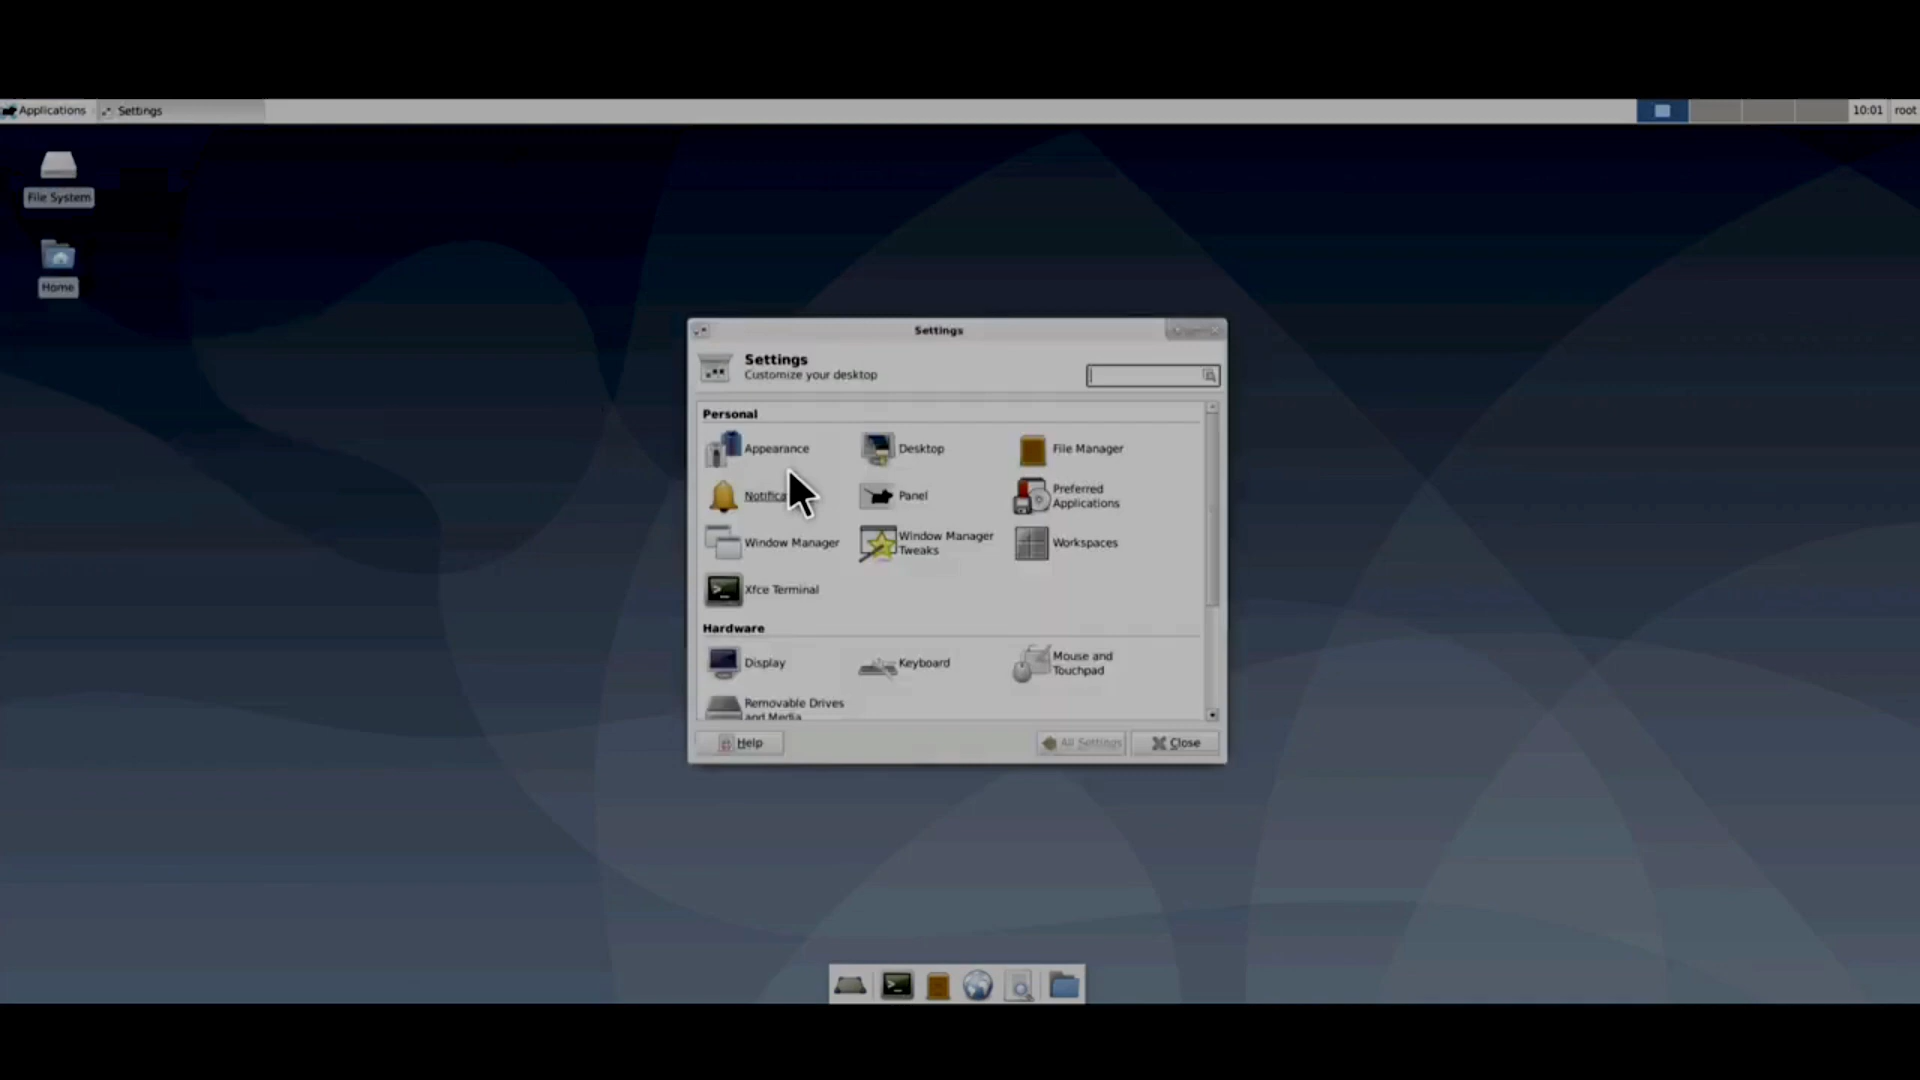 Applications
Settings
10:01
root
File System
Home
Settings
Settings
Customize your desktop
Personal
Appearance
Desktop
File Manager
Panel
Preferred
Applications
Window Manager
Window Manager
Tweaks
Workspaces
Xfce Terminal
Hardware
Display
Keyboard
Mouse and
Touchpad
Removable Drives
and Media
Help
All Settings
Close